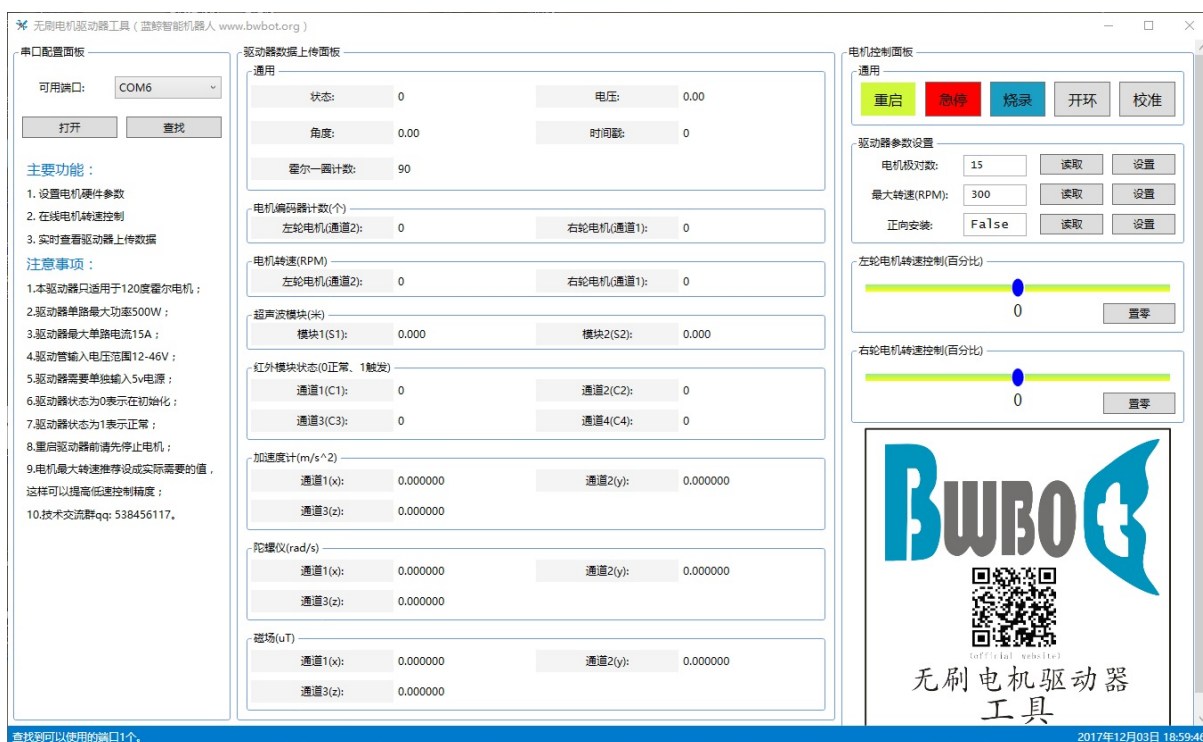 无刷电机驱动器工具（蓝鲸智能机器人 www.bwbot.org）
串口配置面板
可用端口: COM6
打开 查找
主要功能：
1. 设置电机硬件参数
2. 在线电机转速控制
3. 实时查看驱动器上传数据
注意事项：
1.本驱动器只适用于120度霍尔电机；
2.驱动器单路最大功率500W；
3.驱动器最大单路电流15A；
4.驱动管输入电压范围12-46V；
5.驱动器需要单独输入5v电源；
6.驱动器状态为0表示在初始化；
7.驱动器状态为1表示正常；
8.重启驱动器前请先停止电机；
9.电机最大转速推荐设成实际需要的值，
这样可以提高低速控制精度；
10.技术交流群qq: 538456117。
驱动器数据上传面板
通用
状态: 0 电压: 0.00
角度: 0.00 时间戳: 0
霍尔一圈计数: 90
电机编码器计数(个)
左轮电机(通道2): 0 右轮电机(通道1): 0
电机转速(RPM)
左轮电机(通道2): 0 右轮电机(通道1): 0
超声波模块(米)
模块1(S1): 0.000 模块2(S2): 0.000
红外模块状态(0正常、1触发)
通道1(C1): 0 通道2(C2): 0
通道3(C3): 0 通道4(C4): 0
加速度计(m/s^2)
通道1(x): 0.000000 通道2(y): 0.000000
通道3(z): 0.000000
陀螺仪(rad/s)
通道1(x): 0.000000 通道2(y): 0.000000
通道3(z): 0.000000
磁场(uT)
通道1(x): 0.000000 通道2(y): 0.000000
通道3(z): 0.000000
电机控制面板
通用
重启 急停 烧录 开环 校准
驱动器参数设置
电机极对数: 15 读取 设置
最大转速(RPM): 300 读取 设置
正向安装: False 读取 设置
左轮电机转速控制(百分比)
0 置零
右轮电机转速控制(百分比)
0 置零
BWBOt
(official website)
无刷电机驱动器
工具
查找到可以使用的端口1个。 2017年12月03日 18:59:46